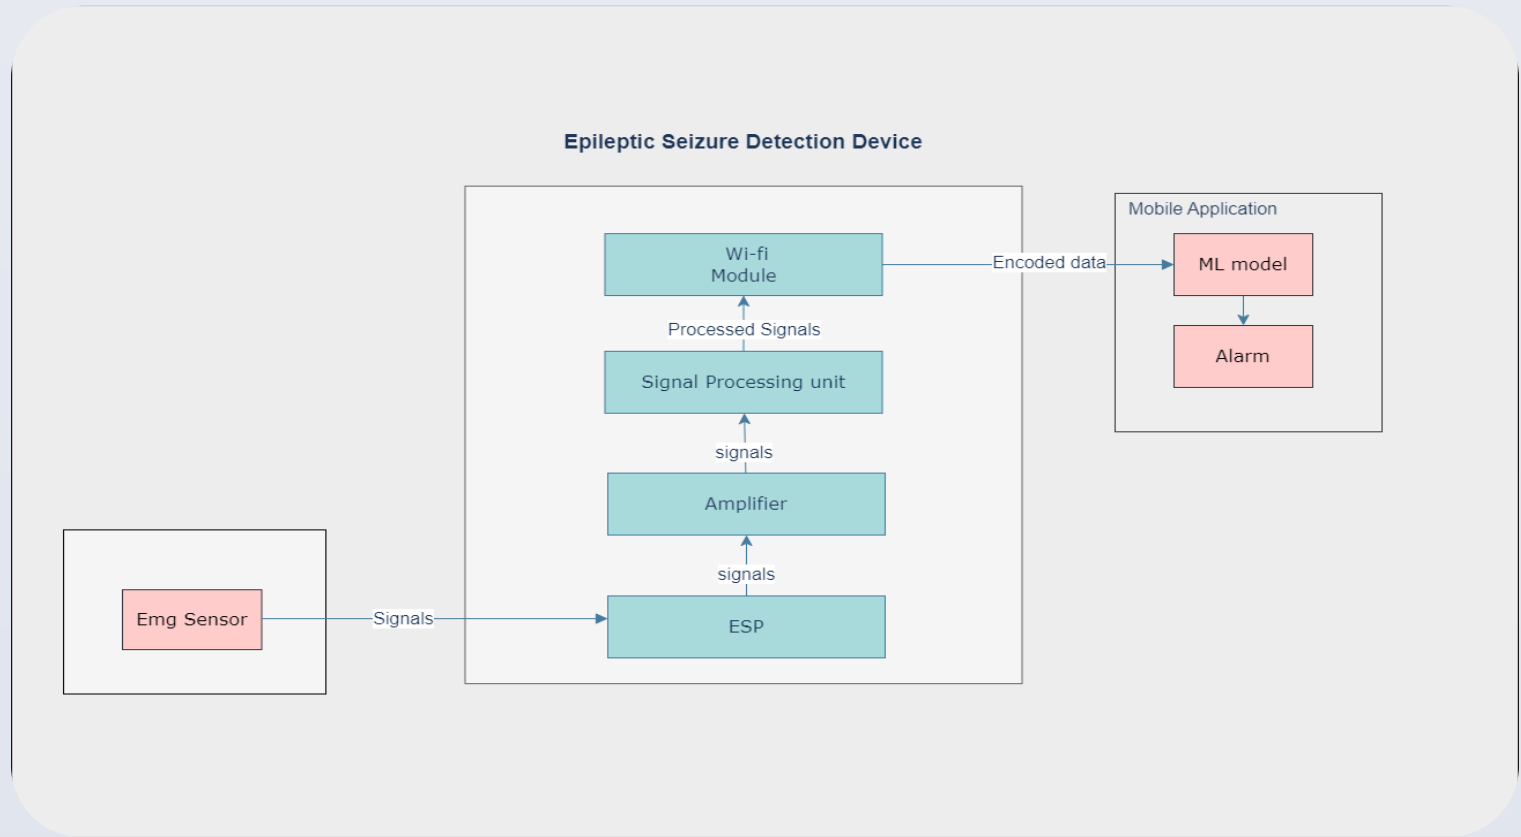 Epileptic Seizure Detection Device
Mobile Application
Wi-fi
Module
Encoded data
ML model
Processed Signals
Signal Processing unit
Alarm
signals
Amplifier
signals
Emg Sensor
Signals
ESP